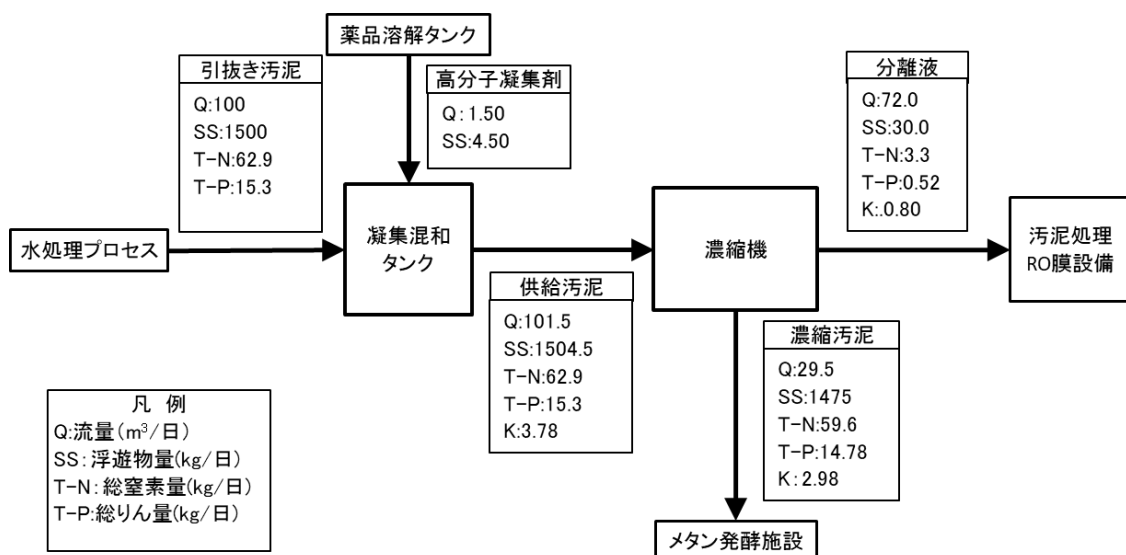 薬品溶解タンク
引抜き汚泥
Q:100
SS:1500
T-N:62.9
T-P:15.3
高分子凝集剤
Q:1.50
SS:4.50
分離液
Q:72.0
SS:30.0
T-N:3.3
T-P:0.52
K:.0.80
水処理プロセス
凝集混和
タンク
濃縮機
汚泥処理
RO膜設備
供給汚泥
Q:101.5
SS:1504.5
T-N:62.9
T-P:15.3
K:3.78
濃縮汚泥
Q:29.5
SS:1475
T-N:59.6
T-P:14.78
K:2.98
凡 例
Q:流量(m³/日)
SS:浮遊物量(kg/日)
T-N:総窒素量(kg/日)
T-P:総りん量(kg/日)
メタン発酵施設